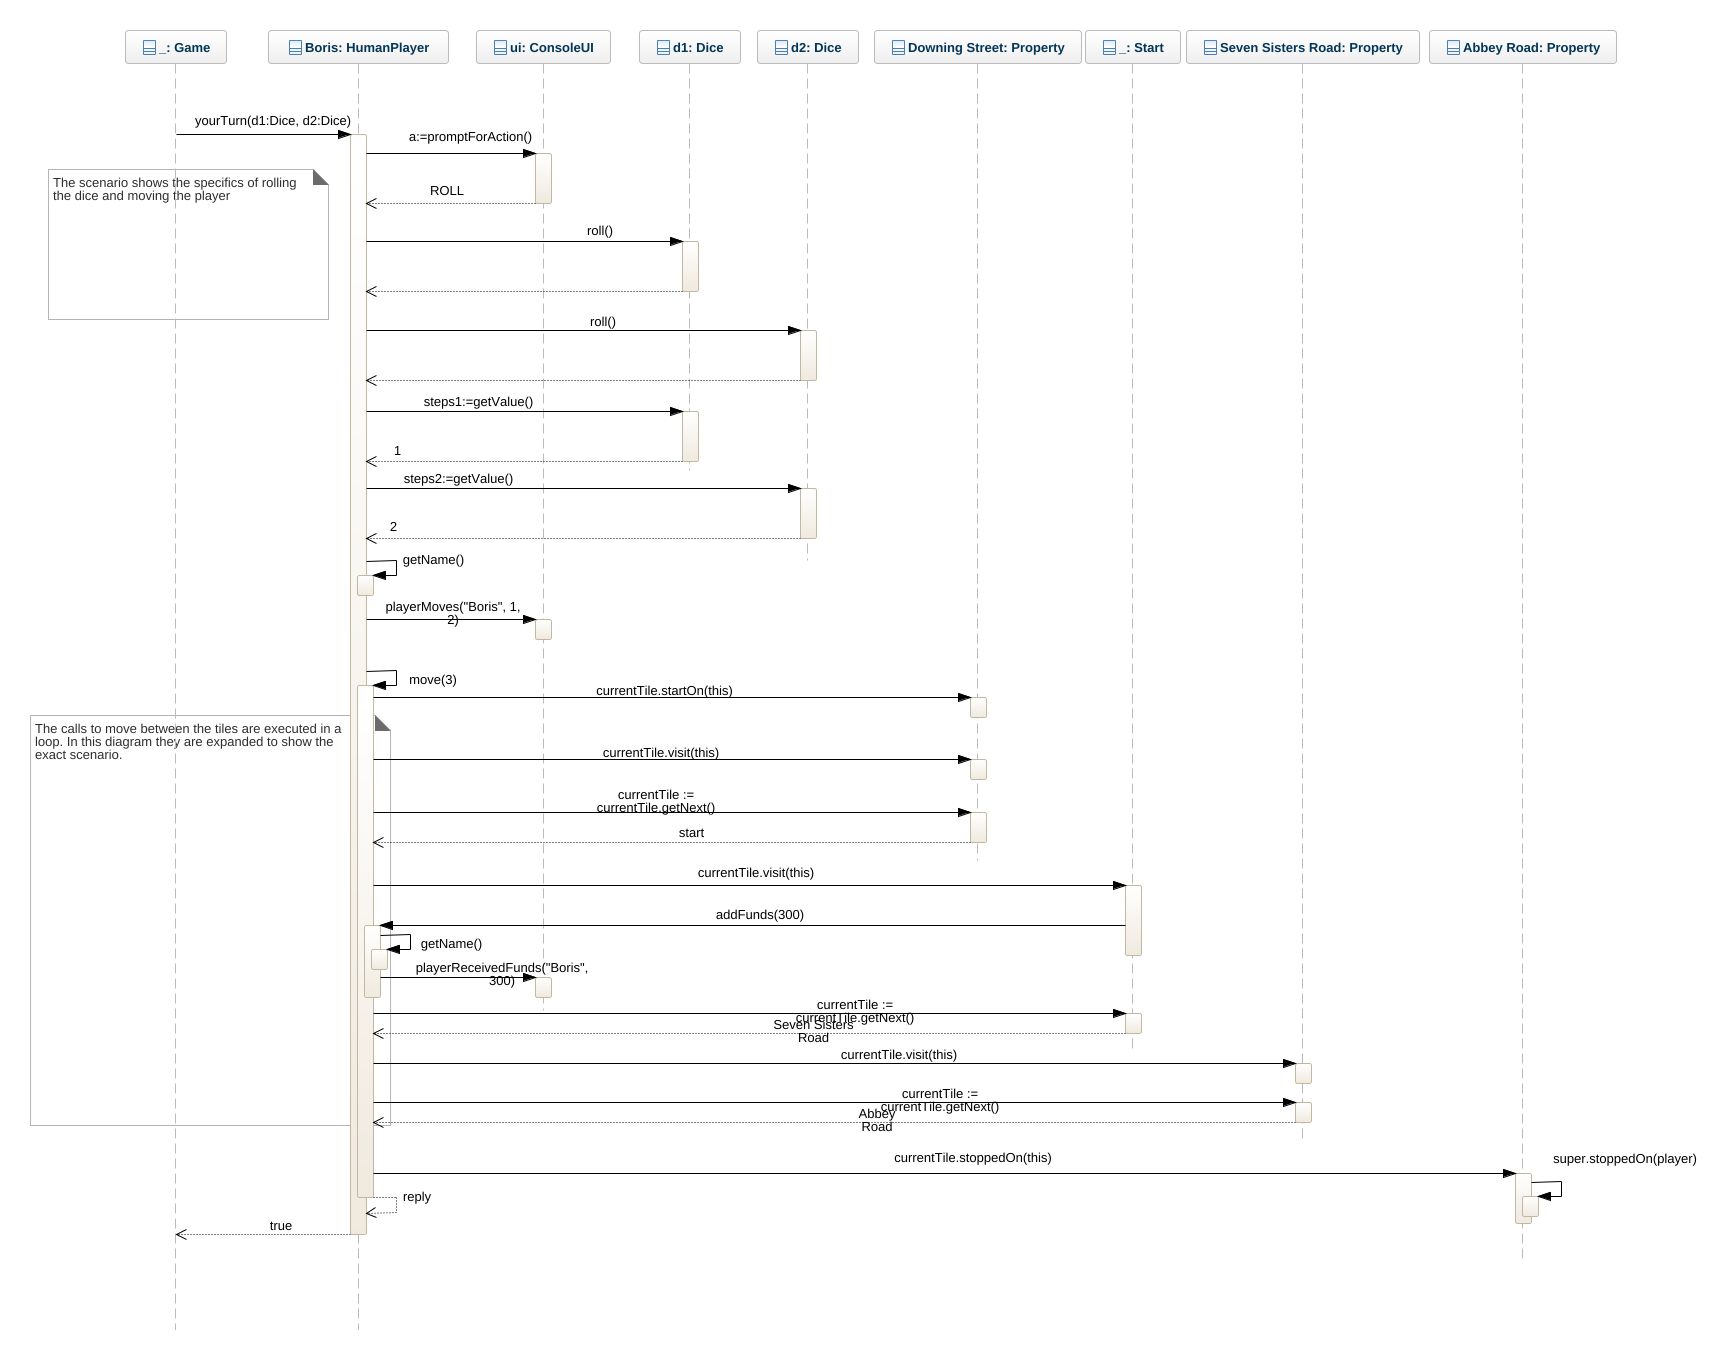 _: Game
Boris: HumanPlayer
ui: ConsoleUI
d1: Dice
d2: Dice
Downing Street: Property
_: Start
Seven Sisters Road: Property
Abbey Road: Property
yourTurn(d1:Dice, d2:Dice)
a:=promptForAction()
The scenario shows the specifics of rolling
the dice and moving the player
ROLL
roll()
roll()
steps1:=getValue()
1
steps2:=getValue()
2
getName()
playerMoves("Boris", 1,
2)
move(3)
currentTile.startOn(this)
The calls to move between the tiles are executed in a
loop. In this diagram they are expanded to show the
exact scenario.
currentTile.visit(this)
currentTile :=
currentTile.getNext()
start
currentTile.visit(this)
addFunds(300)
getName()
playerReceivedFunds("Boris",
300)
currentTile :=
currentTile.getNext()
Seven Sisters
Road
currentTile.visit(this)
currentTile :=
currentTile.getNext()
Abbey
Road
currentTile.stoppedOn(this)
super.stoppedOn(player)
reply
true